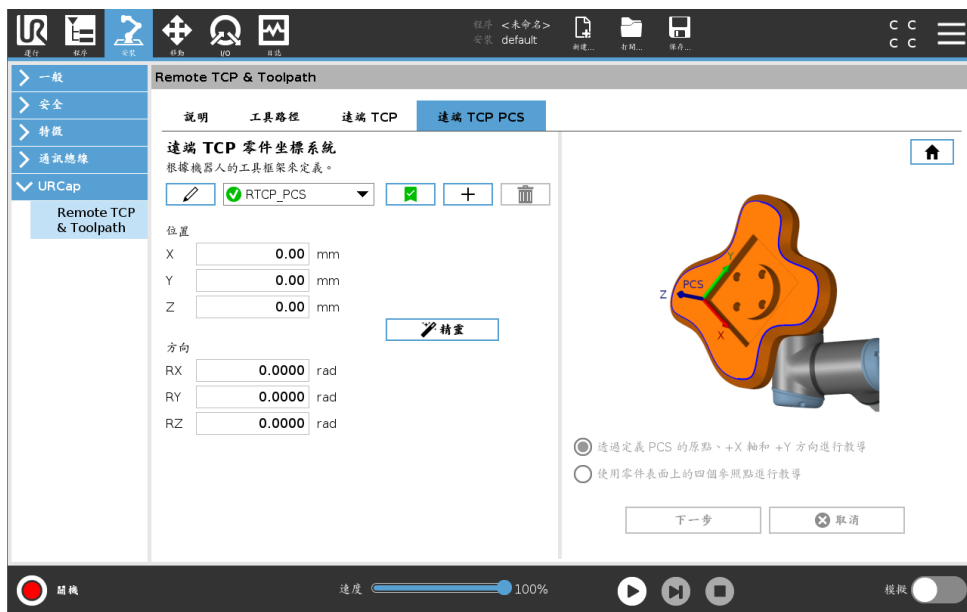 UR
運行
程序
安裝
移動
I/O
日誌
程序 <未命名>
安裝 default
新建...
打開...
保存...
C C
C C
一般
安全
特徵
通訊總線
URCap
Remote TCP
& Toolpath
Remote TCP & Toolpath
說明
工具路徑
遠端 TCP
遠端 TCP PCS
遠端 TCP 零件坐標系統
根據機器人的工具框架來定義。
RTCP_PCS
位置
X 0.00 mm
Y 0.00 mm
Z 0.00 mm
精靈
方向
RX 0.0000 rad
RY 0.0000 rad
RZ 0.0000 rad
Y
PCS
Z
X
透過定義 PCS 的原點、+X 軸和 +Y 方向進行教導
使用零件表面上的四個參照點進行教導
下一步
取消
關機
速度
100%
模擬